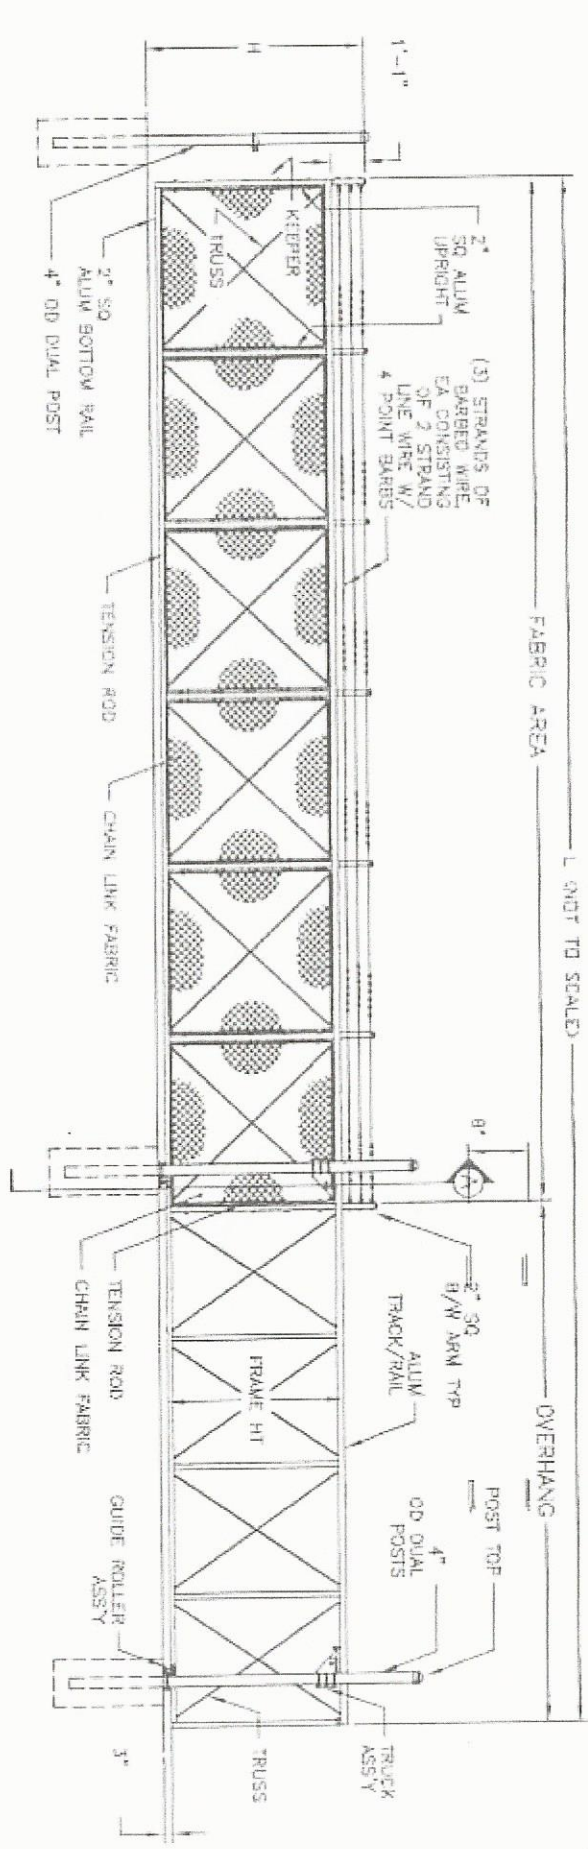 L (NOT TO SCALE)
FABRIC AREA
OVERHANG
1'-1"
H
2"
SQ ALUM
UPRIGHT
(3) STRANDS OF
BARBED WIRE,
EA CONSISTING
OF 2 STRAND
LINE WIRE W/
4 POINT BARBS
8"
2" SQ
B/W ARM TYP
ALUM
TRACK/RAIL
4"
OD DUAL
POSTS
POST TOP
KEEPER
TRUSS
FRAME HT
TRUCK
ASS'Y
2" SQ
ALUM BOTTOM RAIL
4" OD DUAL POST
TENSION ROD
CHAIN LINK FABRIC
TENSION ROD
CHAIN LINK FABRIC
GUIDE ROLLER
ASS'Y
TRUSS
3"